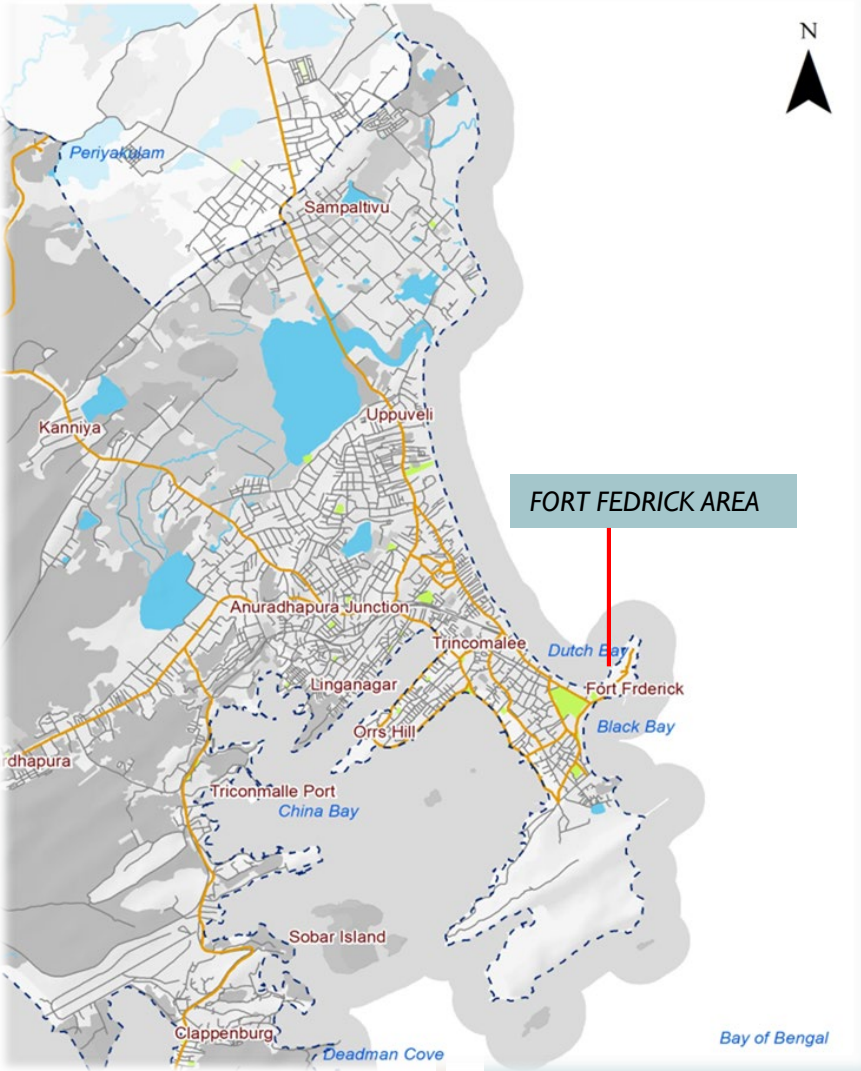 N
Periyakulam
Sampaltivu
Uppuveli
Kanniya
FORT FEDRICK AREA
Anuradhapura Junction
Trincomalee
Dutch Bay
Linganagar
Fort Frderick
Orrs Hill
Black Bay
rdhapura
Triconmalle Port
China Bay
Sobar Island
Clappenburg
Bay of Bengal
Deadman Cove